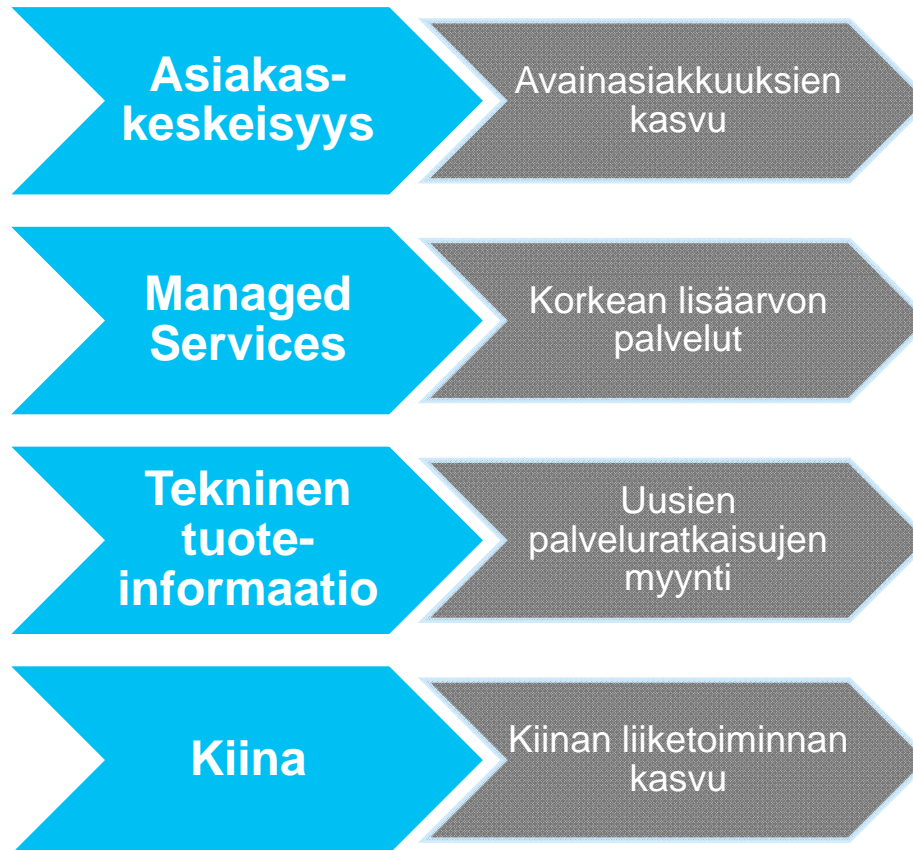 Asiakas-
keskeisyys
Avainasiakkuuksien
kasvu
Managed
Services
Korkean lisäarvon
palvelut
Tekninen
tuote-
informaatio
Uusien
palveluratkaisujen
myynti
Kiina
Kiinan liiketoiminnan
kasvu